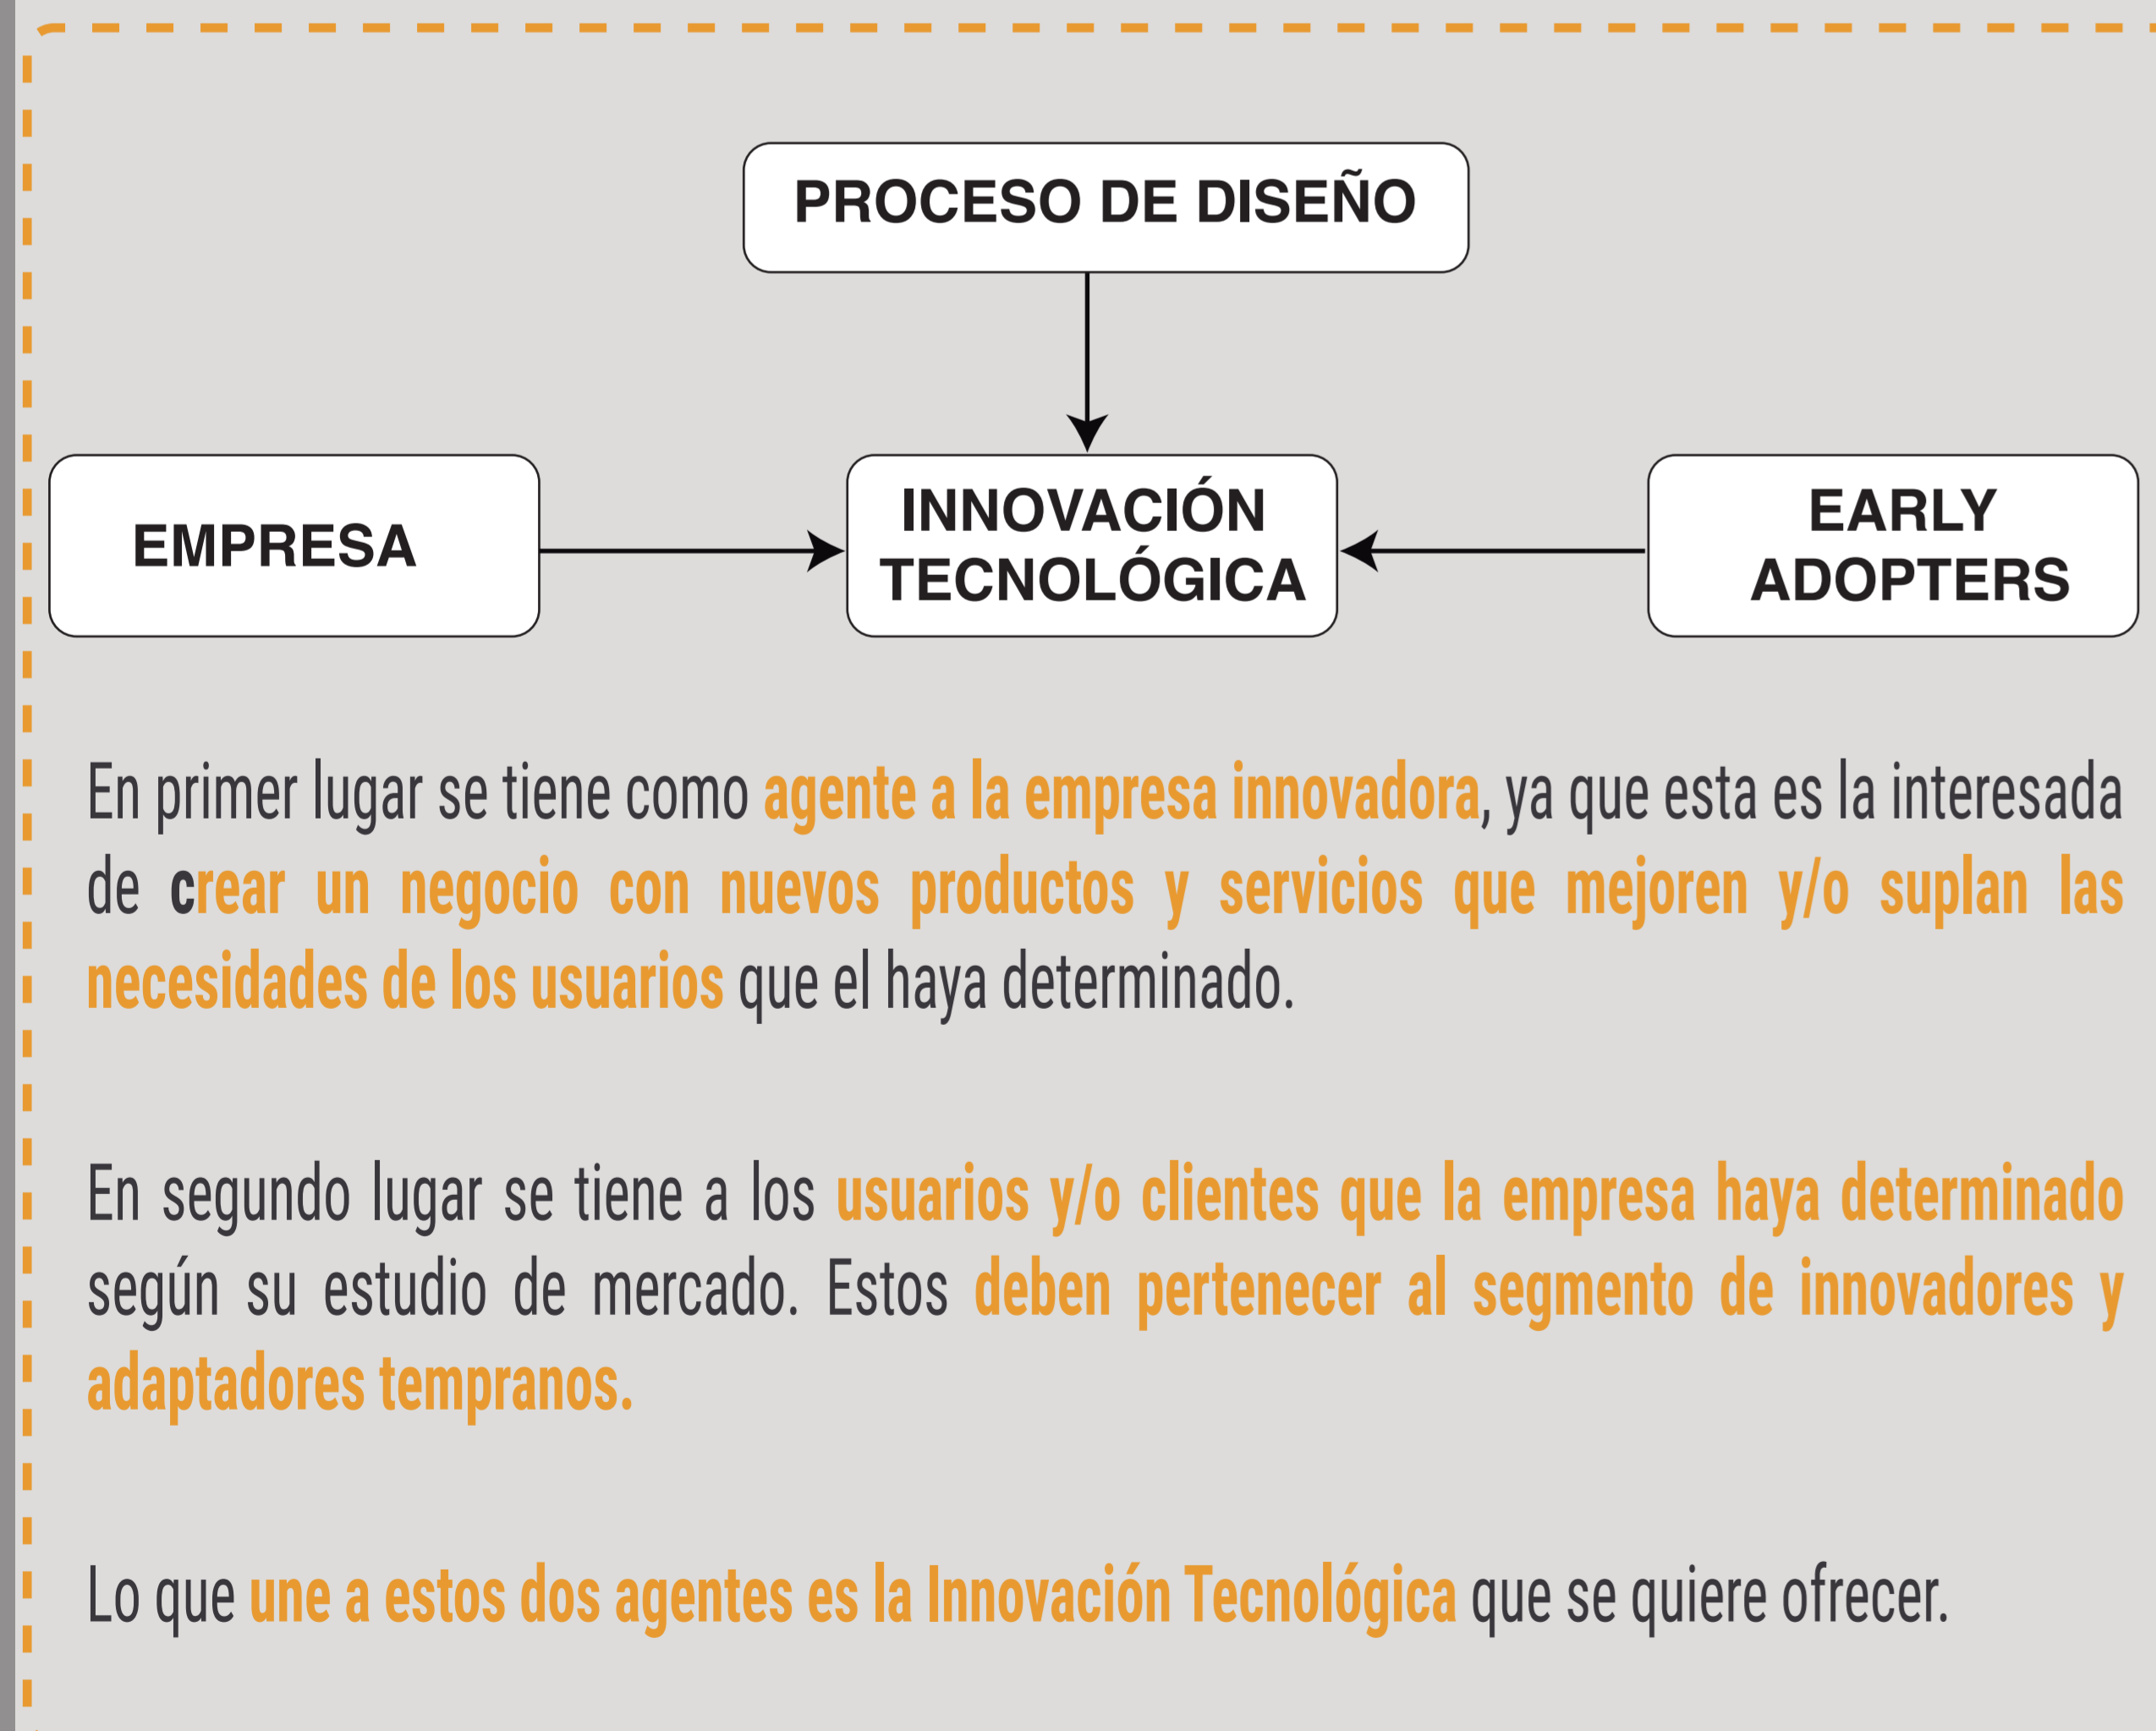 PROCESO DE DISEÑO
EMPRESA
INNOVACIÓN
TECNOLÓGICA
EARLY
ADOPTERS
En primer lugar se tiene como agente a la empresa innovadora, ya que esta es la interesada
de crear un negocio con nuevos productos y servicios que mejoren y/o suplan las
necesidades de los usuarios que el haya determinado.
En segundo lugar se tiene a los usuarios y/o clientes que la empresa haya determinado
según su estudio de mercado. Estos deben pertenecer al segmento de innovadores y
adaptadores tempranos.
Lo que une a estos dos agentes es la Innovación Tecnológica que se quiere ofrecer.